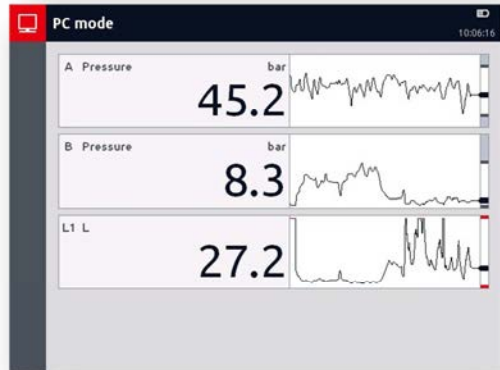 PC mode
10:06:16
A Pressure bar
45.2
B Pressure bar
8.3
L1 L
27.2